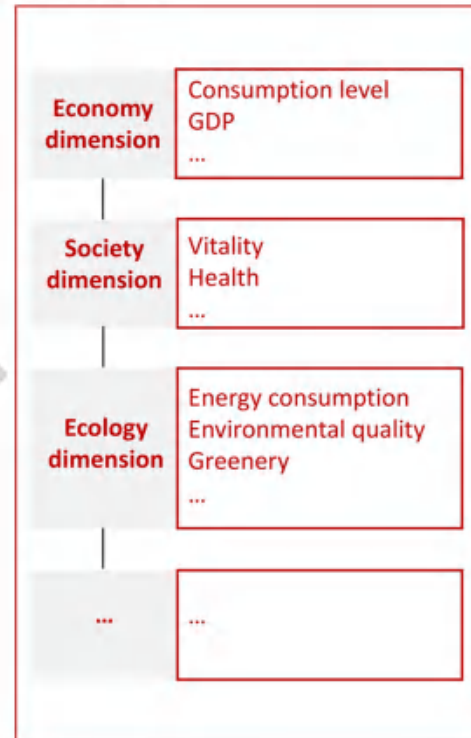 Economy
dimension
Consumption level
GDP
...
Society
dimension
Vitality
Health
...
Ecology
dimension
Energy consumption
Environmental quality
Greenery
...
...
...